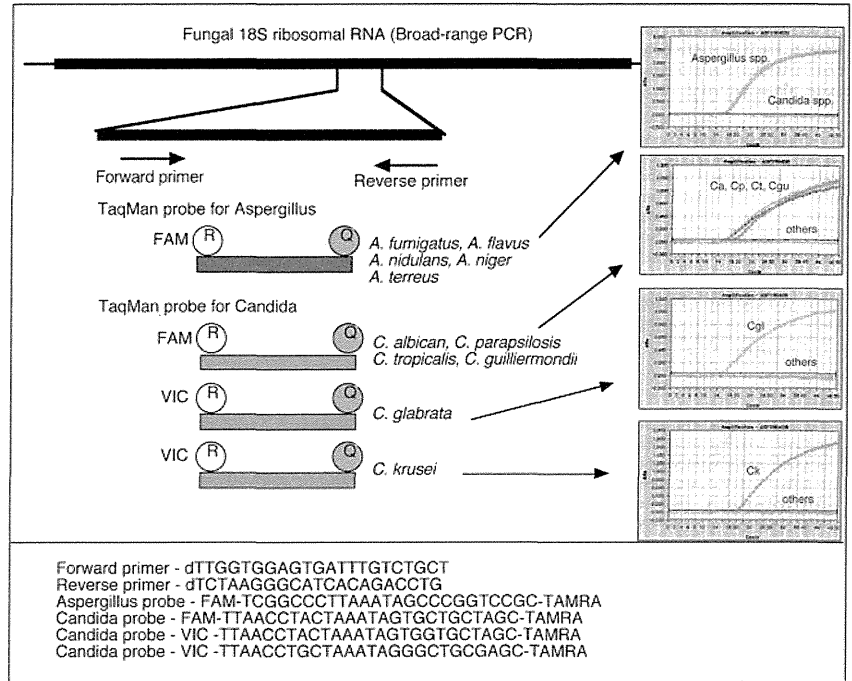 Fungal 18S ribosomal RNA (Broad-range PCR)
Forward primer
Reverse primer
TaqMan probe for Aspergillus
FAM
R
Q
A. fumigatus, A. flavus
A. nidulans, A. niger
A. terreus
TaqMan probe for Candida
FAM
R
Q
C. albican, C. parapsilosis
C. tropicalis, C. guilliermondii
VIC
R
Q
C. glabrata
VIC
R
Q
C. krusei
Aspergillus spp.
Candida spp.
Ca, Cp, Ct, Cgu
others
Cgl
others
Ck
others
Forward primer - dTTGGTGGAGTGATTTGTCTGCT
Reverse primer - dTCTAAGGGCATCACAGACCTG
Aspergillus probe - FAM-TCGGCCCTTAAATAGCCCGGTCCGC-TAMRA
Candida probe - FAM-TTAACCTACTAAATAGTGCTGCTAGC-TAMRA
Candida probe - VIC -TTAACCTACTAAATAGTGGTGCTAGC-TAMRA
Candida probe - VIC -TTAACCTGCTAAATAGGGCTGCGAGC-TAMRA